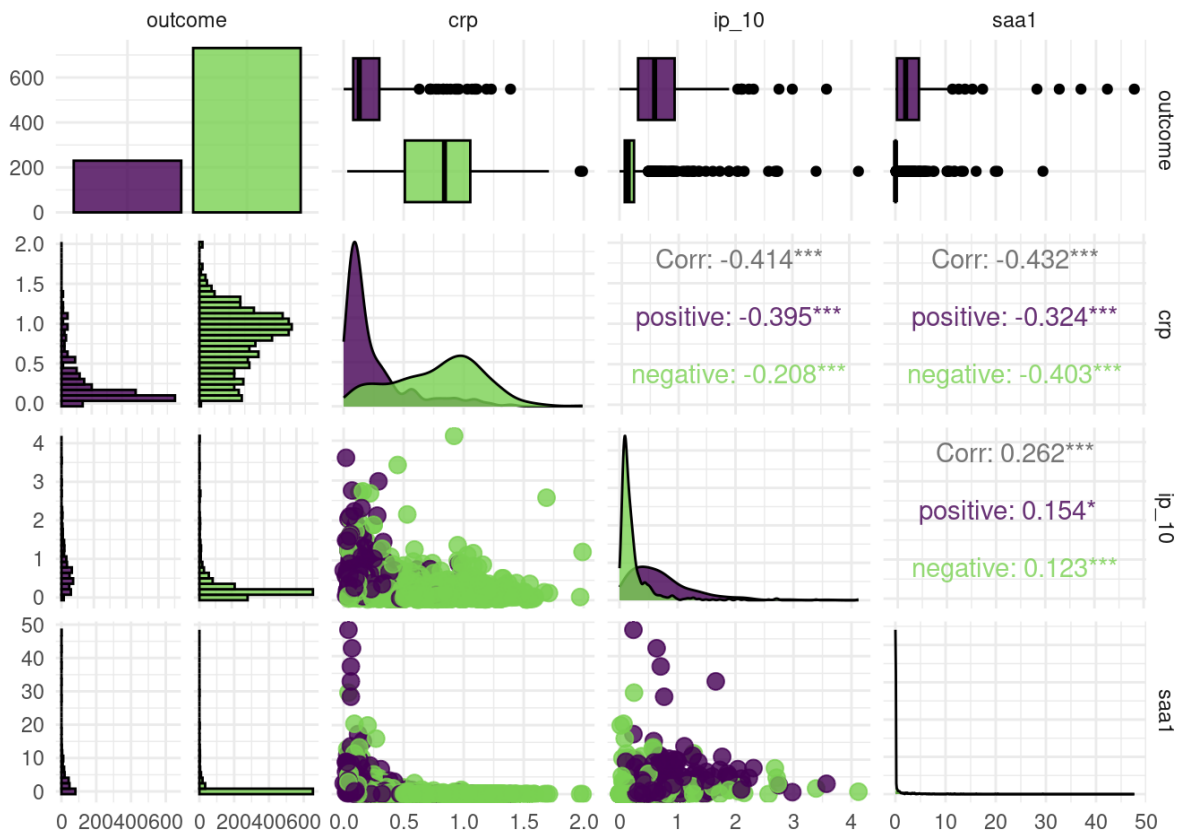 outcome crp ip_10 saa1
600
400
200
0
outcome
2.0
1.5
1.0
0.5
0.0
Corr: -0.414***
positive: -0.395***
negative: -0.208***
Corr: -0.432***
positive: -0.324***
negative: -0.403***
crp
4
3
2
1
0
Corr: 0.262***
positive: 0.154*
negative: 0.123***
ip_10
50
40
30
20
10
0
saa1
0 200400600 0 200400600 0.0 0.5 1.0 1.5 2.0 0 1 2 3 4 0 10 20 30 40 50